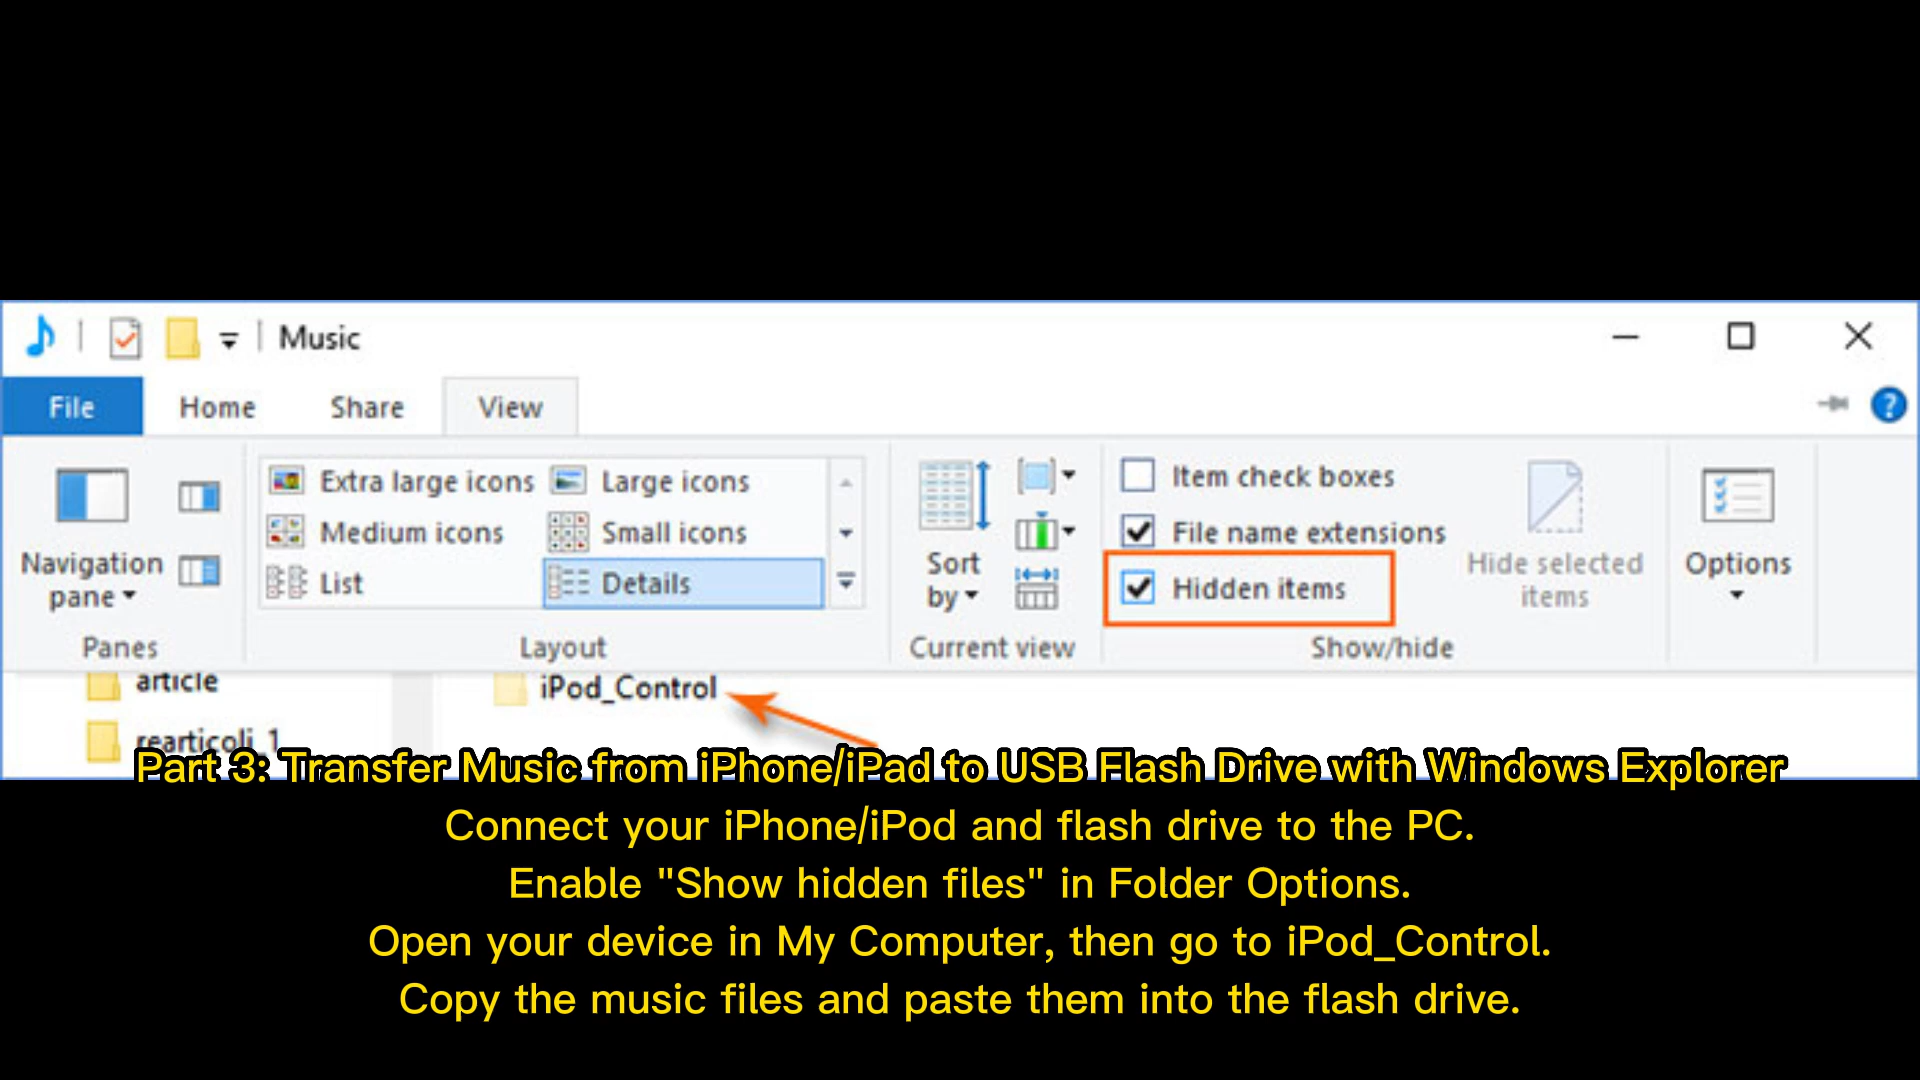 Music
File Home Share View
Extra large icons Large icons Item check boxes
Medium icons Small icons File name extensions
Navigation pane List Details Sort by Hidden items Hide selected items Options
Panes Layout Current view Show/hide
article iPod_Control
rearticoli_1
Part 3: Transfer Music from iPhone/iPad to USB Flash Drive with Windows Explorer
Connect your iPhone/iPod and flash drive to the PC.
Enable "Show hidden files" in Folder Options.
Open your device in My Computer, then go to iPod_Control.
Copy the music files and paste them into the flash drive.